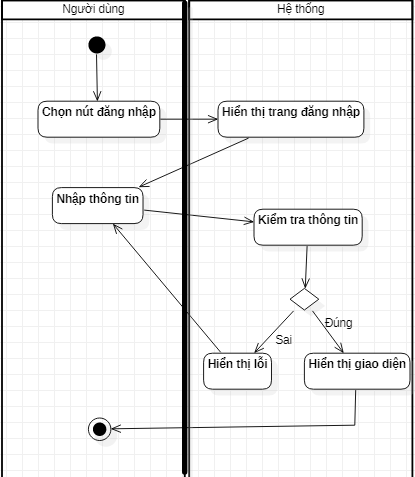 Người dùng
Hệ thống
Chọn nút đăng nhập
Hiển thị trang đăng nhập
Nhập thông tin
Kiểm tra thông tin
Sai
Đúng
Hiển thị lỗi
Hiển thị giao diện